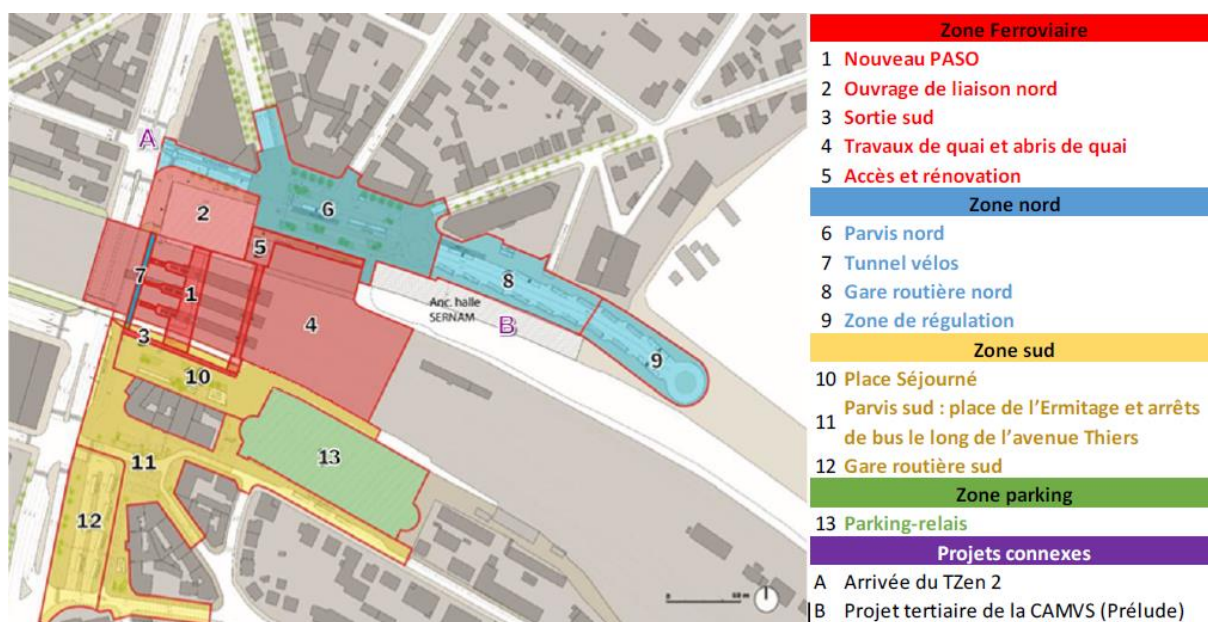 A
2
6
5
7
1
8
Anc. halle
SERNAM
B
4
3
9
10
13
11
12
0
50 m
Zone Ferroviaire
1 Nouveau PASO
2 Ouvrage de liaison nord
3 Sortie sud
4 Travaux de quai et abris de quai
5 Accès et rénovation
Zone nord
6 Parvis nord
7 Tunnel vélos
8 Gare routière nord
9 Zone de régulation
Zone sud
10 Place Séjourné
Parvis sud : place de l'Ermitage et arrêts
11
de bus le long de l'avenue Thiers
12 Gare routière sud
Zone parking
13 Parking-relais
Projets connexes
A Arrivée du TZen 2
B Projet tertiaire de la CAMVS (Prélude)